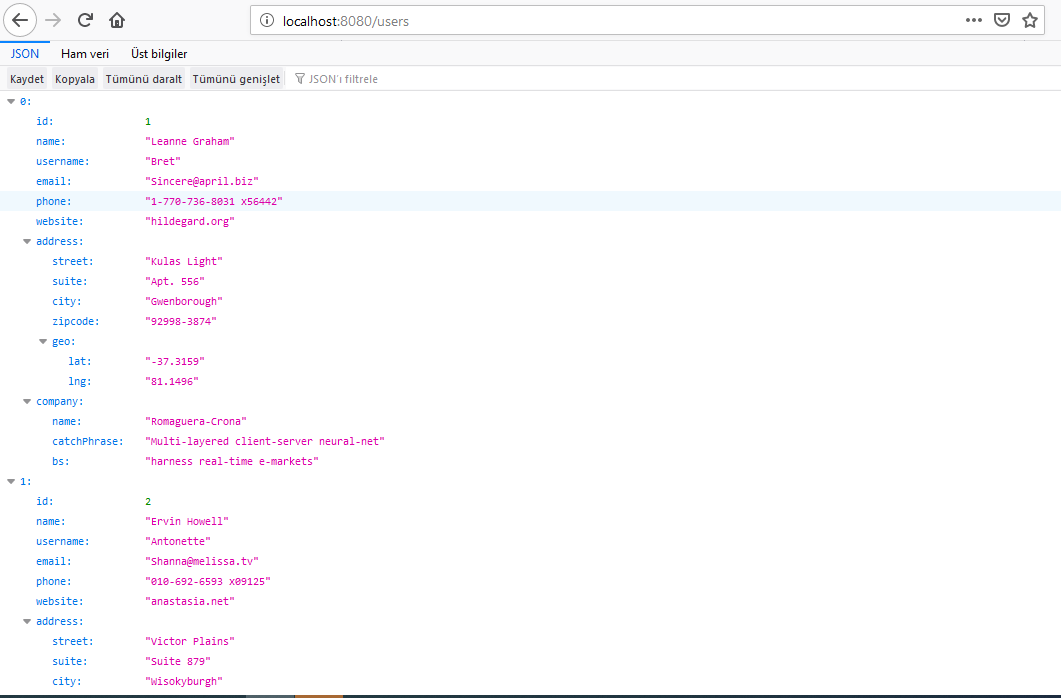 localhost:8080/users
JSON Ham veri Üst bilgiler
Kaydet Kopyala Tümünü daralt Tümünü genişlet JSON'ı filtrele
0:
id: 1
name: "Leanne Graham"
username: "Bret"
email: "Sincere@april.biz"
phone: "1-770-736-8031 x56442"
website: "hildegard.org"
address:
street: "Kulas Light"
suite: "Apt. 556"
city: "Gwenborough"
zipcode: "92998-3874"
geo:
lat: "-37.3159"
lng: "81.1496"
company:
name: "Romaguera-Crona"
catchPhrase: "Multi-layered client-server neural-net"
bs: "harness real-time e-markets"
1:
id: 2
name: "Ervin Howell"
username: "Antonette"
email: "Shanna@melissa.tv"
phone: "010-692-6593 x09125"
website: "anastasia.net"
address:
street: "Victor Plains"
suite: "Suite 879"
city: "Wisokyburgh"